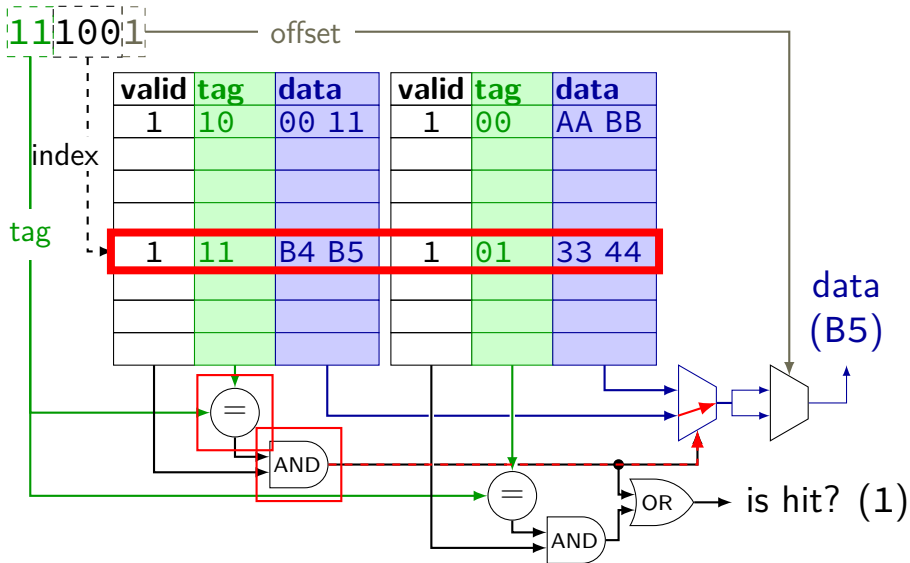 111001
offset
valid tag data valid tag data
1 10 00 11 1 00 AA BB
index
tag
1 11 B4 B5 1 01 33 44
data
(B5)
=
AND
=
OR
is hit? (1)
AND